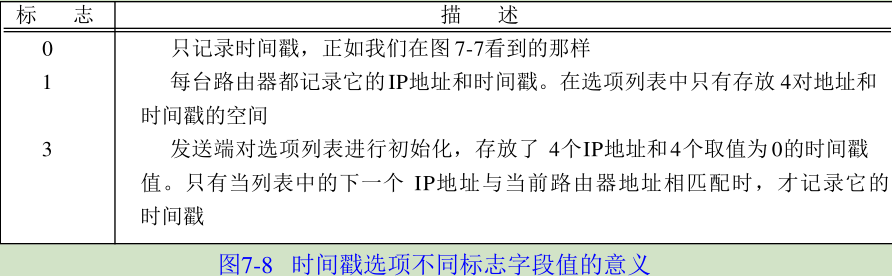 标 志 描 述
0 只记录时间戳，正如我们在图 7-7看到的那样
1 每台路由器都记录它的IP地址和时间戳。在选项列表中只有存放 4对地址和
时间戳的空间
3 发送端对选项列表进行初始化，存放了 4个IP地址和4个取值为0的时间戳
值。只有当列表中的下一个 IP地址与当前路由器地址相匹配时，才记录它的
时间戳
图7-8 时间戳选项不同标志字段值的意义